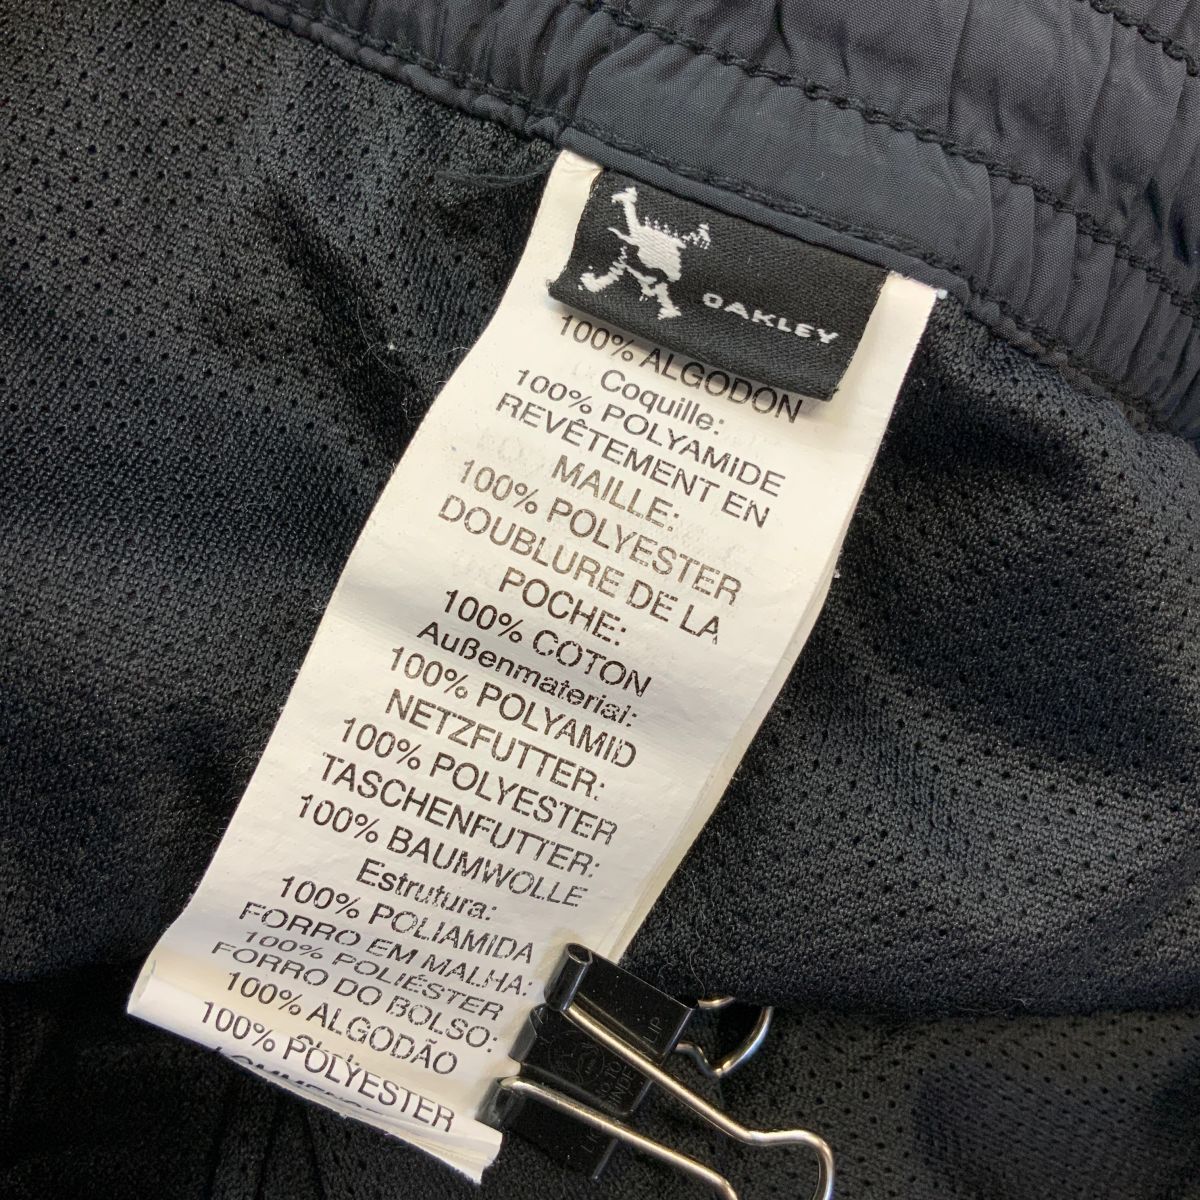 OAKLEY
100% ALGODON
Coquille:
100% POLYAMIDE
REVÊTEMENT EN
MAILLE:
100% POLYESTER
DOUBLURE DE LA
POCHE:
100% COTON
Außenmaterial:
100% POLYAMID
NETZFUTTER:
100% POLYESTER
TASCHENFUTTER:
100% BAUMWOLLE
Estrutura:
100% POLIAMIDA
FORRO EM MALHA:
100% POLIÉSTER
FORRO DO BOLSO:
100% ALGODÃO
100% POLYESTER